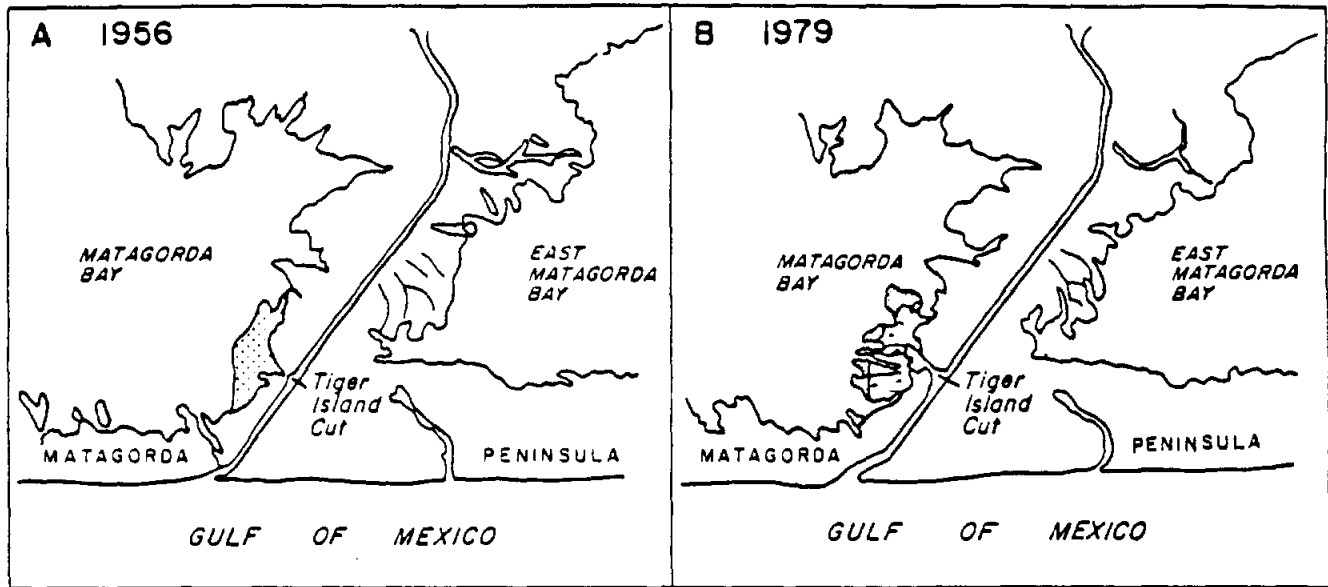 A 1956
MATAGORDA
BAY
EAST
MATAGORDA
BAY
Tiger
Island
Cut
MATAGORDA
PENINSULA
GULF OF MEXICO
B 1979
MATAGORDA
BAY
EAST
MATAGORDA
BAY
Tiger
Island
Cut
MATAGORDA
PENINSULA
GULF OF MEXICO